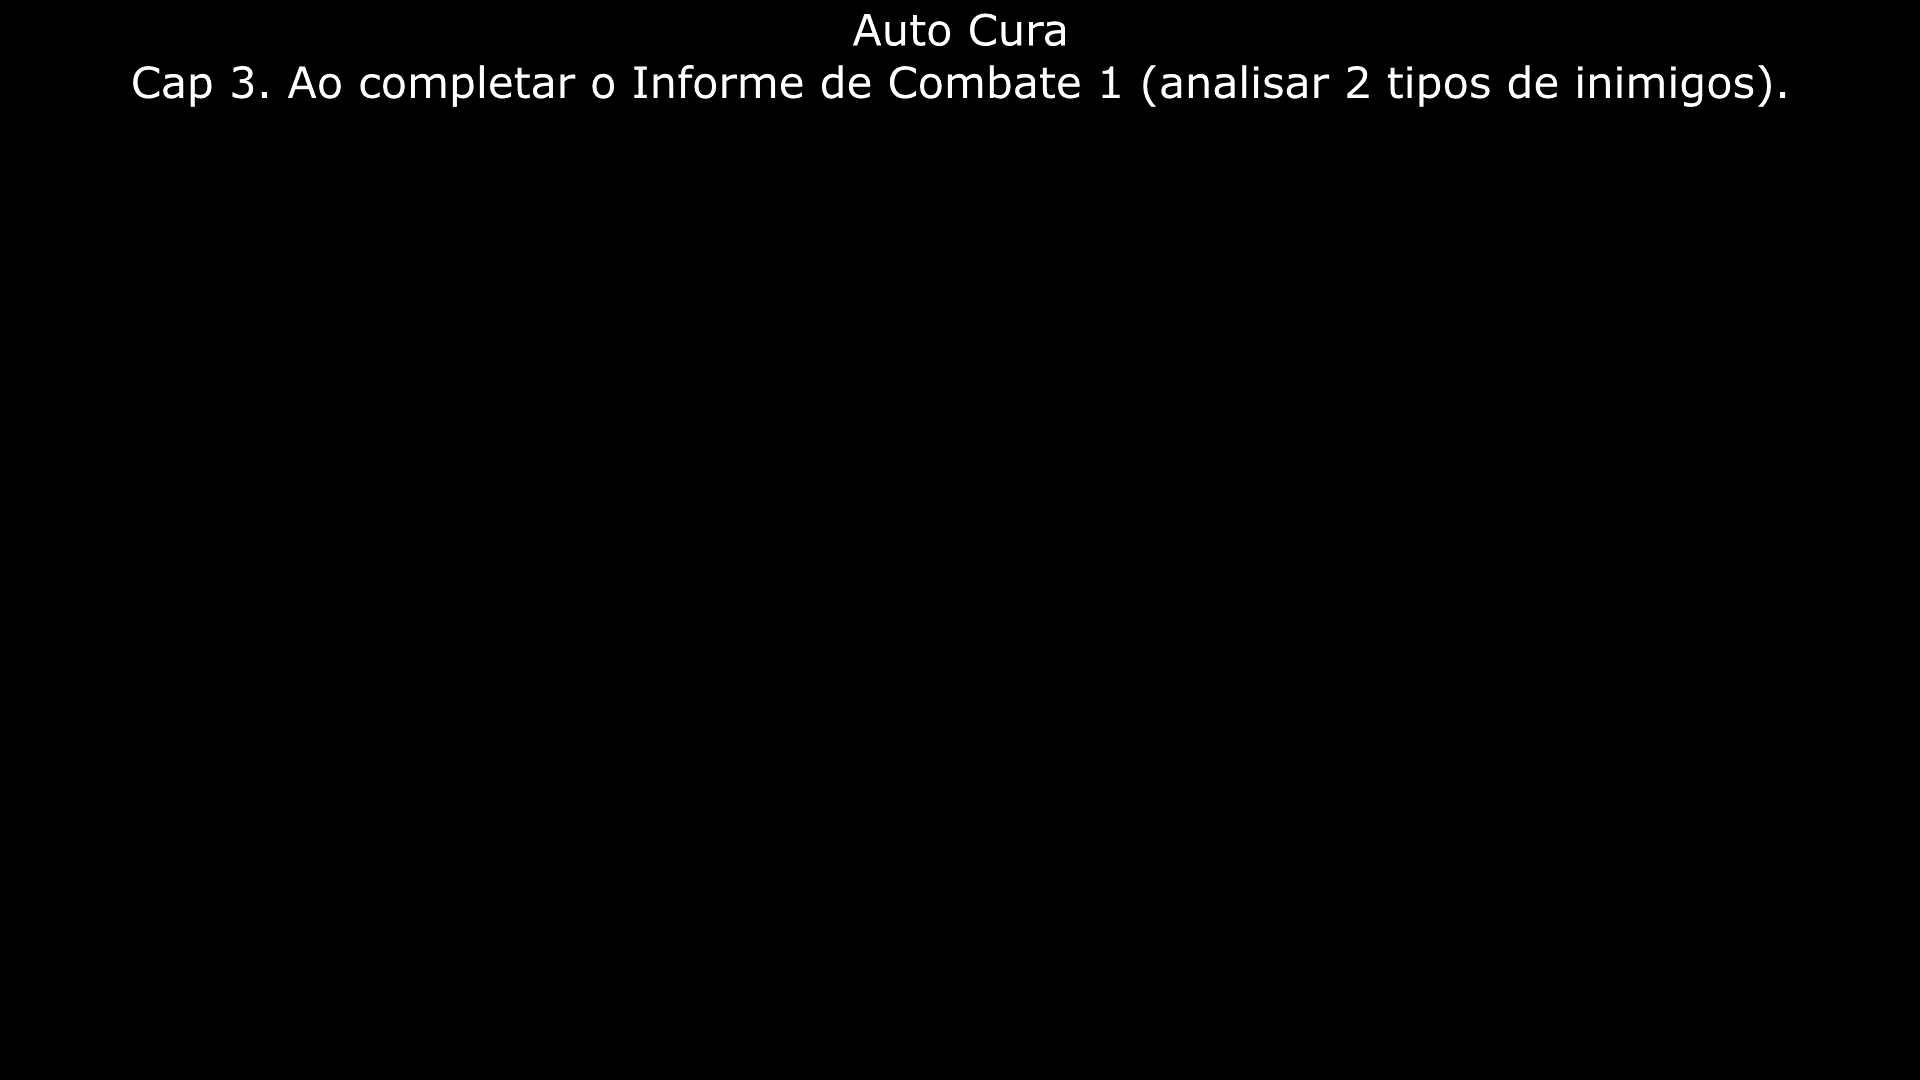 Auto Cura
Cap 3. Ao completar o Informe de Combate 1 (analisar 2 tipos de inimigos).